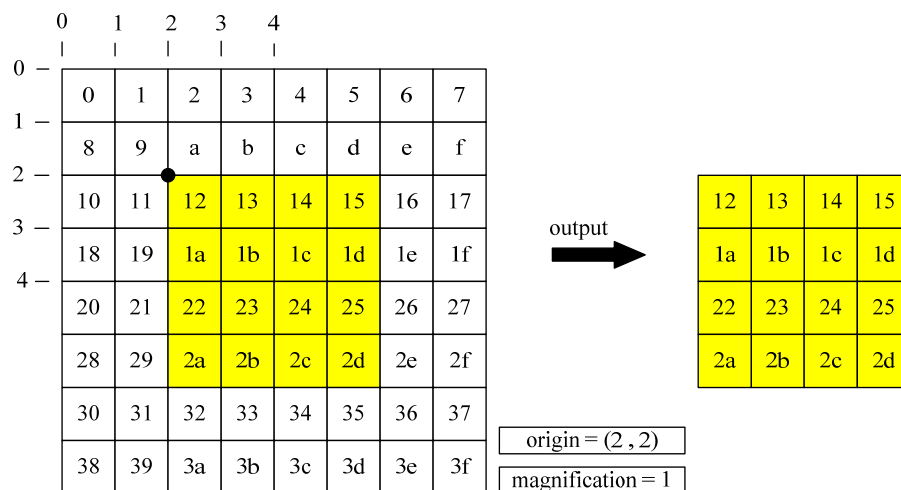 0 1 2 3 4
0
0 1 2 3 4 5 6 7
1
8 9 a b c d e f
2
10 11 12 13 14 15 16 17
3
18 19 1a 1b 1c 1d 1e 1f
4
20 21 22 23 24 25 26 27
28 29 2a 2b 2c 2d 2e 2f
30 31 32 33 34 35 36 37
38 39 3a 3b 3c 3d 3e 3f
output
12 13 14 15
1a 1b 1c 1d
22 23 24 25
2a 2b 2c 2d
origin = (2 , 2)
magnification = 1